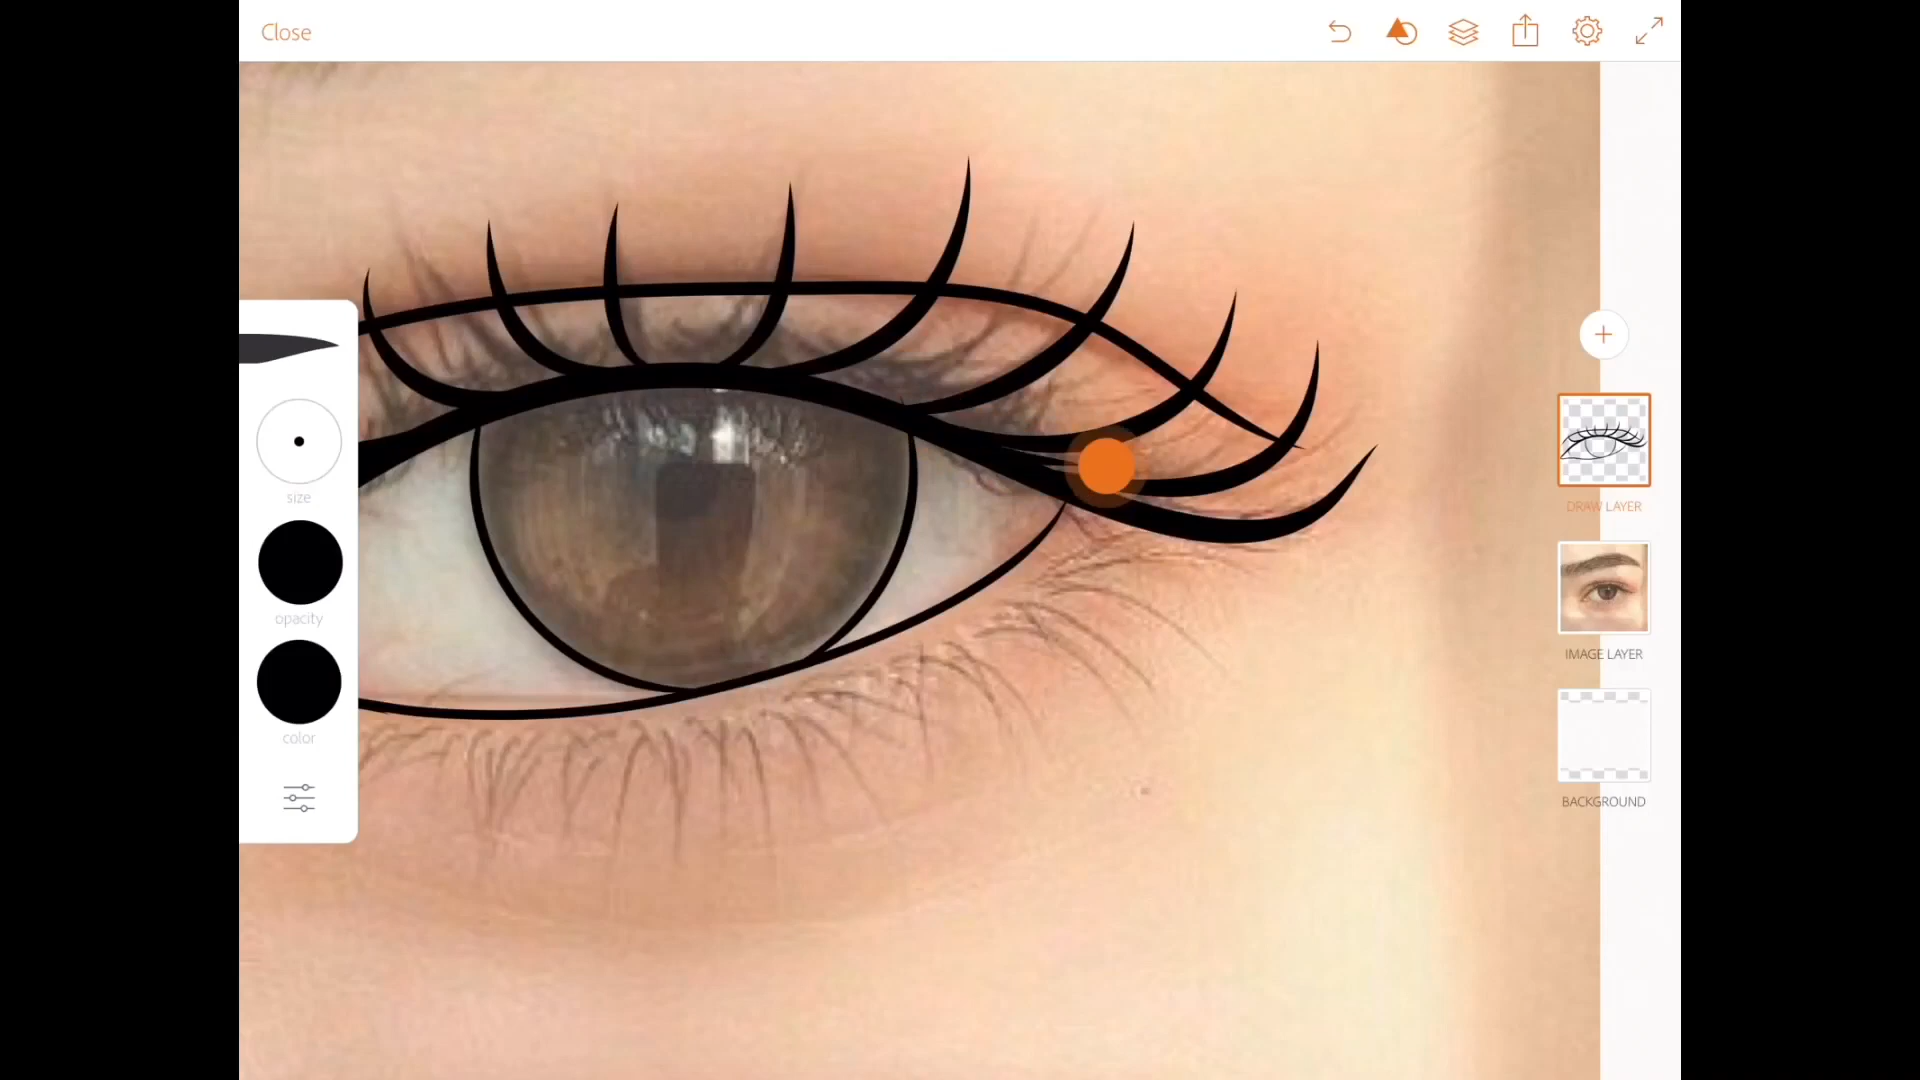 Close
size
opacity
color
DRAW LAYER
IMAGE LAYER
BACKGROUND